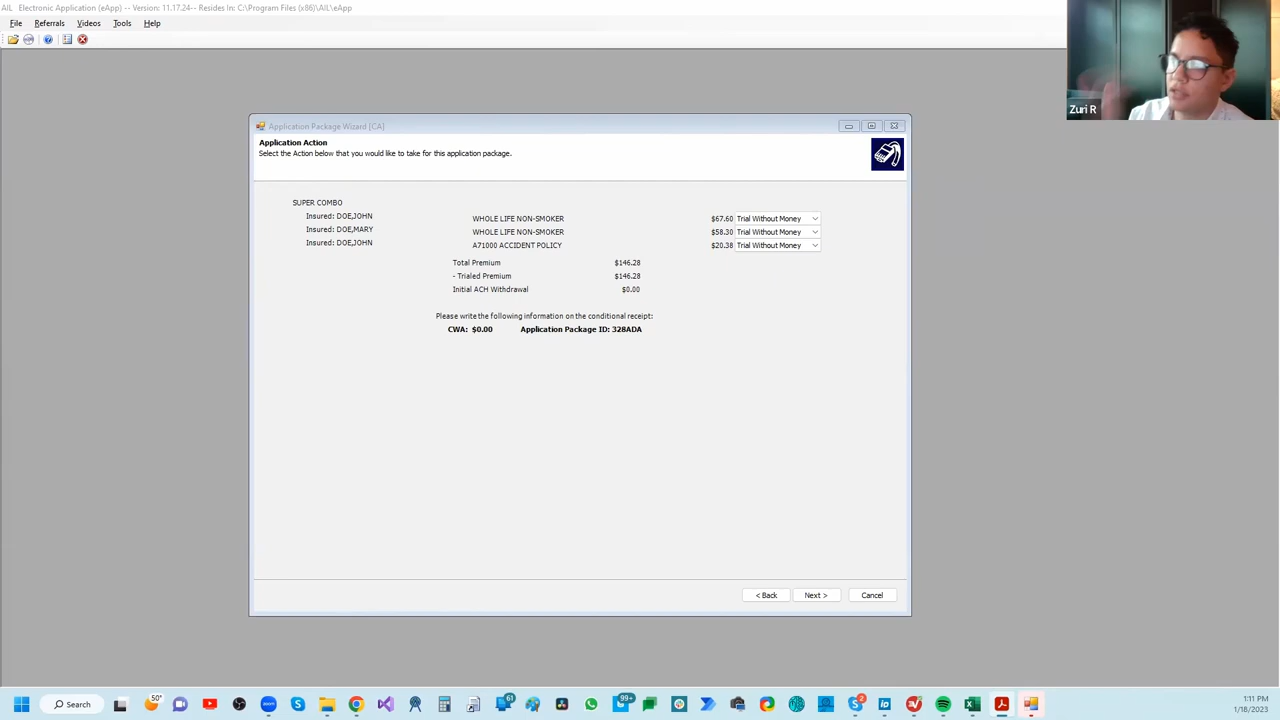 AIL Electronic Application (eApp) -- Version: 11.17.24-- Resides In: C:\Program Files (x86)\AIL\eApp
File Referrals Videos Tools Help
Zuri R
Application Package Wizard [CA]
Application Action
Select the Action below that you would like to take for this application package.
SUPER COMBO
Insured: DOE,JOHN WHOLE LIFE NON-SMOKER $67.60 Trial Without Money
Insured: DOE,MARY WHOLE LIFE NON-SMOKER $58.30 Trial Without Money
Insured: DOE,JOHN A71000 ACCIDENT POLICY $20.38 Trial Without Money
Total Premium $146.28
- Trialed Premium $146.28
Initial ACH Withdrawal $0.00
Please write the following information on the conditional receipt:
CWA: $0.00 Application Package ID: 328ADA
< Back Next > Cancel
Search 50° 61 99+ 2
1:11 PM
1/18/2023